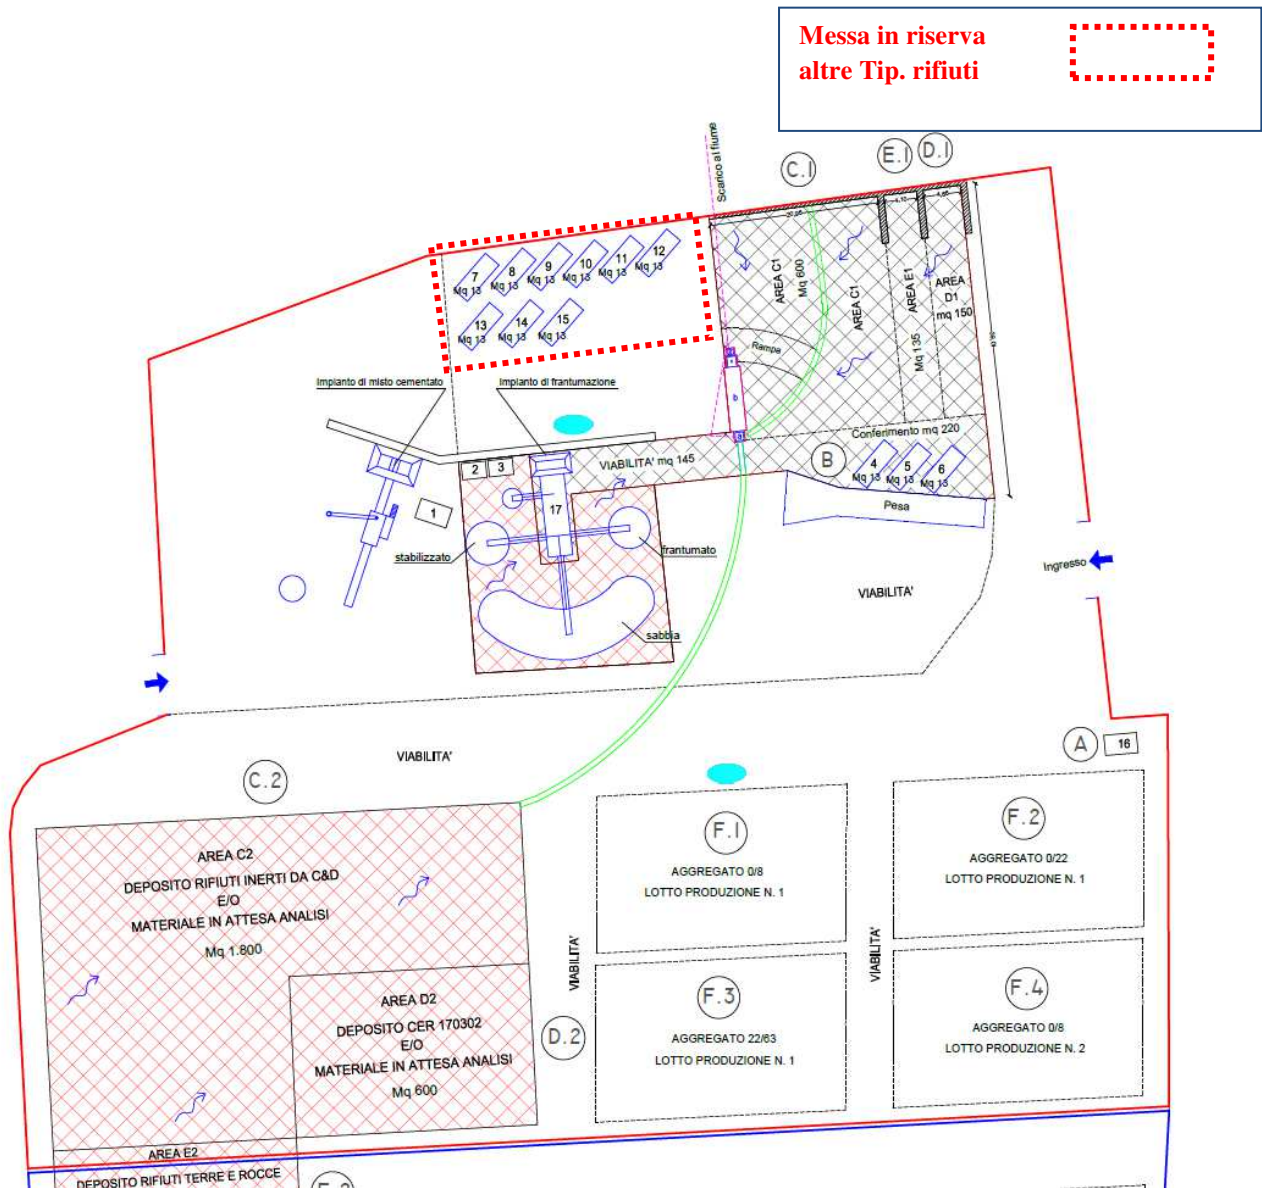 Messa in riserva
altre Tip. rifiuti
Scarico al fiume
C.1
E.1
D.1
7
Mq 13
8
Mq 13
9
Mq 13
10
Mq 13
11
Mq 13
12
Mq 13
13
Mq 13
14
Mq 13
15
Mq 13
AREA C1
Mq 600
AREA C1
AREA E1
Mq 135
AREA
D1
mq 150
Rampa
b
Impianto di misto cementato
Impianto di frantumazione
Conferimento mq 220
VIABILITA' mq 145
B
4
Mq 13
5
Mq 13
6
Mq 13
Pesa
2
3
1
17
stabilizzato
frantumato
sabbia
Ingresso
VIABILITA'
VIABILITA'
A
16
C.2
AREA C2
DEPOSITO RIFIUTI INERTI DA C&D
E/O
MATERIALE IN ATTESA ANALISI
Mq 1.800
F.1
AGGREGATO 0/8
LOTTO PRODUZIONE N. 1
F.2
AGGREGATO 0/22
LOTTO PRODUZIONE N. 1
VIABILITA'
VIABILITA'
AREA D2
DEPOSITO CER 170302
E/O
MATERIALE IN ATTESA ANALISI
Mq 600
D.2
F.3
AGGREGATO 22/63
LOTTO PRODUZIONE N. 1
F.4
AGGREGATO 0/8
LOTTO PRODUZIONE N. 2
AREA E2
DEPOSITO RIFIUTI TERRE E ROCCE